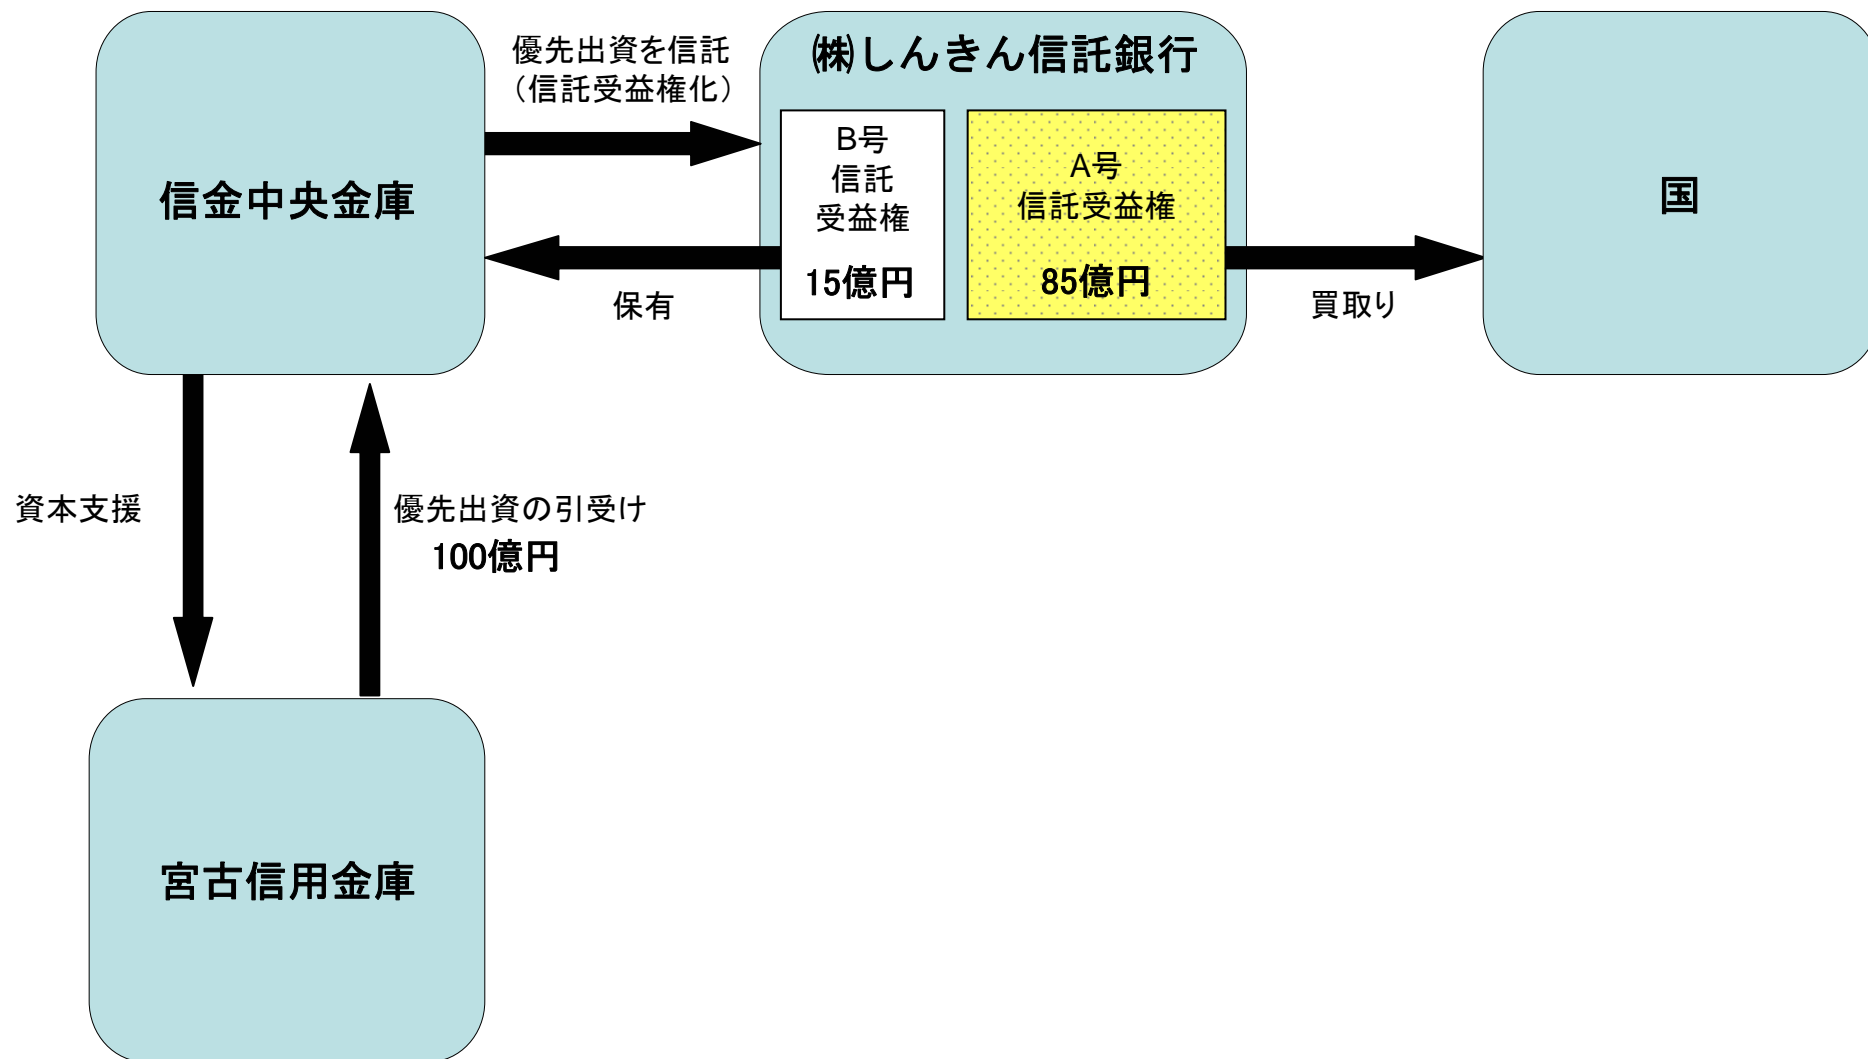 優先出資を信託
（信託受益権化）
㈱しんきん信託銀行
信金中央金庫
B号
信託
受益権
15億円
A号
信託受益権
85億円
国
保有
買取り
資本支援
優先出資の引受け
100億円
宮古信用金庫